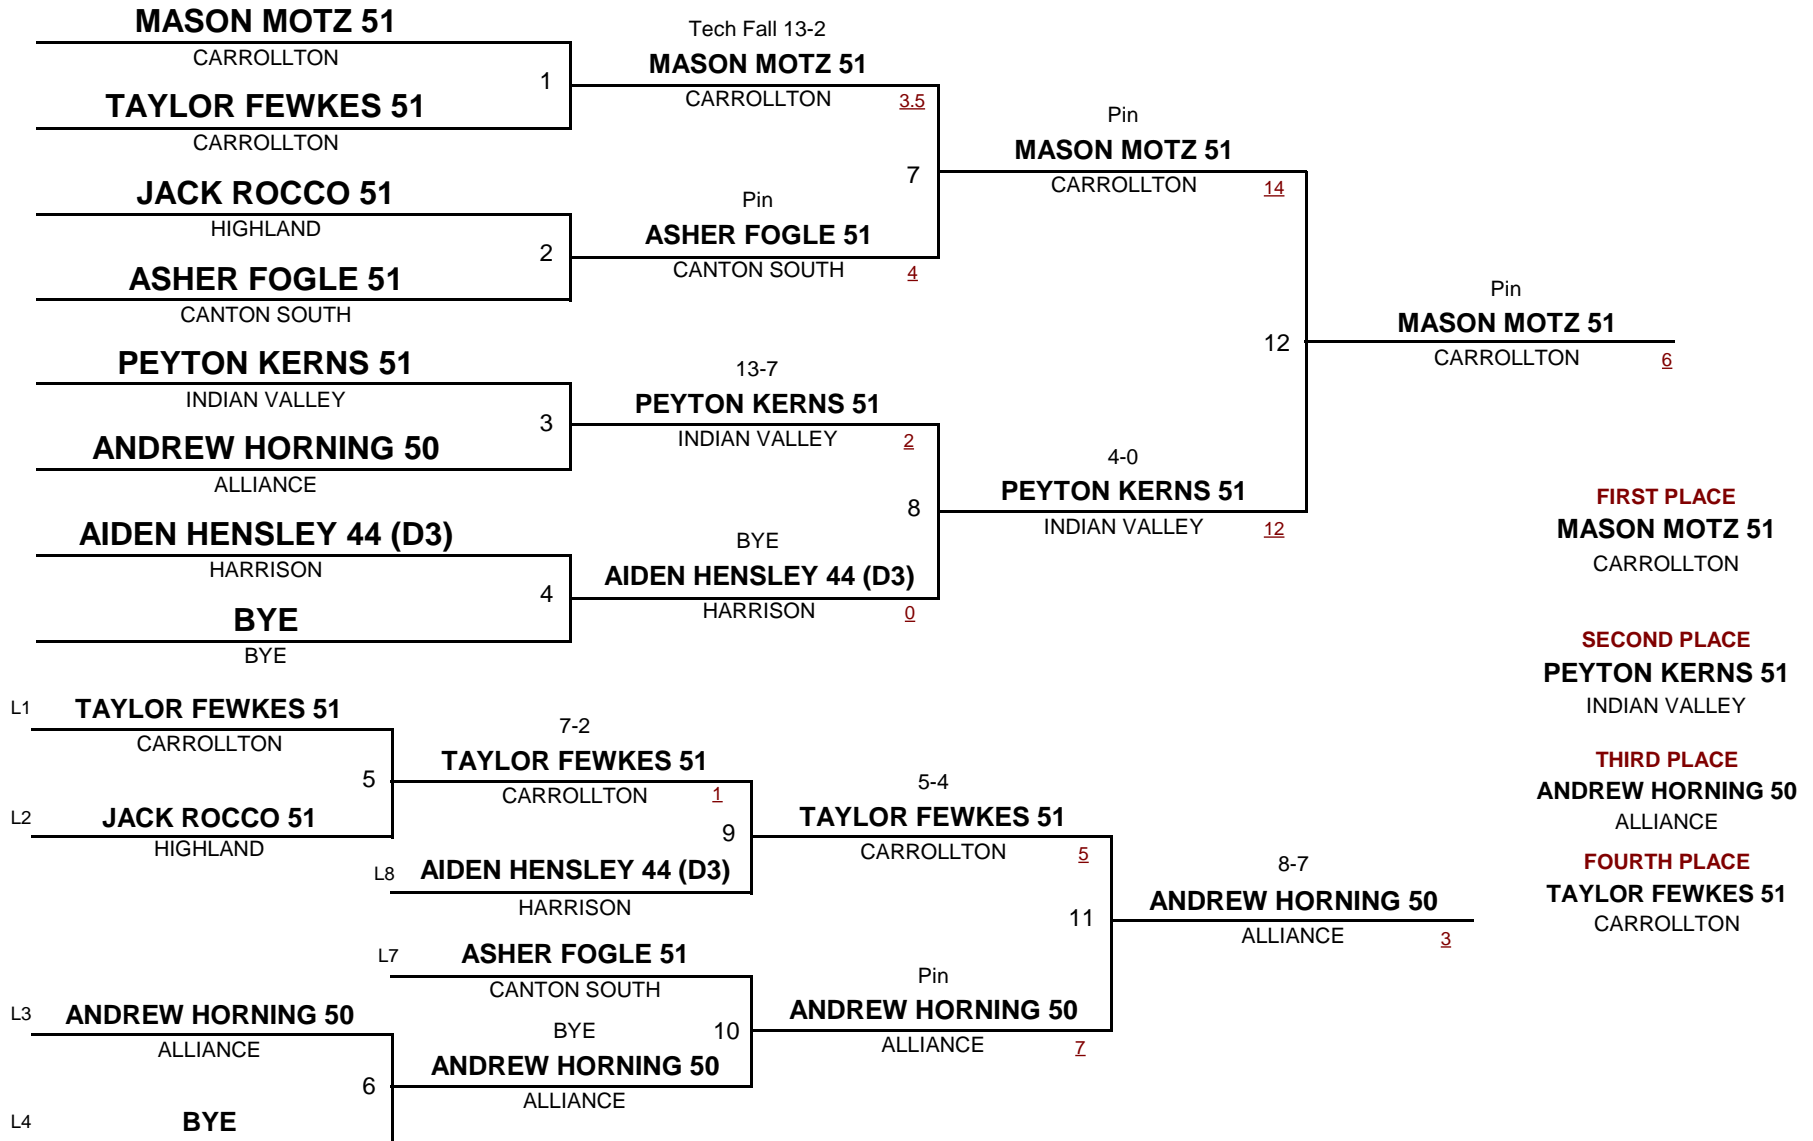 MASON MOTZ 51
CARROLLTON
1
TAYLOR FEWKES 51
CARROLLTON
JACK ROCCO 51
HIGHLAND
2
ASHER FOGLE 51
CANTON SOUTH
PEYTON KERNS 51
INDIAN VALLEY
3
ANDREW HORNING 50
ALLIANCE
AIDEN HENSLEY 44 (D3)
HARRISON
4
BYE
BYE
Tech Fall 13-2
MASON MOTZ 51
CARROLLTON 3.5
7
Pin
ASHER FOGLE 51
CANTON SOUTH 4
13-7
PEYTON KERNS 51
INDIAN VALLEY 2
8
BYE
AIDEN HENSLEY 44 (D3)
HARRISON 0
Pin
MASON MOTZ 51
CARROLLTON 14
12
4-0
PEYTON KERNS 51
INDIAN VALLEY 12
Pin
MASON MOTZ 51
CARROLLTON 6
FIRST PLACE
MASON MOTZ 51
CARROLLTON
SECOND PLACE
PEYTON KERNS 51
INDIAN VALLEY
THIRD PLACE
ANDREW HORNING 50
ALLIANCE
FOURTH PLACE
TAYLOR FEWKES 51
CARROLLTON
L1 TAYLOR FEWKES 51
CARROLLTON
5
L2 JACK ROCCO 51
HIGHLAND
L3 ANDREW HORNING 50
ALLIANCE
6
L4 BYE
7-2
TAYLOR FEWKES 51
CARROLLTON 1
9
L8 AIDEN HENSLEY 44 (D3)
HARRISON
L7 ASHER FOGLE 51
CANTON SOUTH
BYE 10
ANDREW HORNING 50
ALLIANCE
5-4
TAYLOR FEWKES 51
CARROLLTON 5
11
Pin
ANDREW HORNING 50
ALLIANCE 7
8-7
ANDREW HORNING 50
ALLIANCE 3